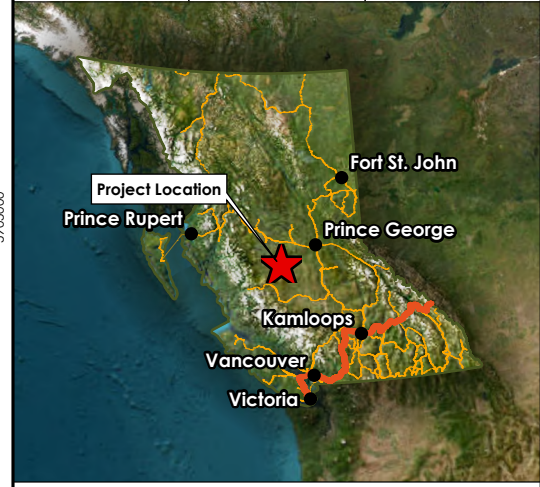 Fort St. John
Project Location
Prince Rupert
Prince George
Kamloops
Vancouver
Victoria